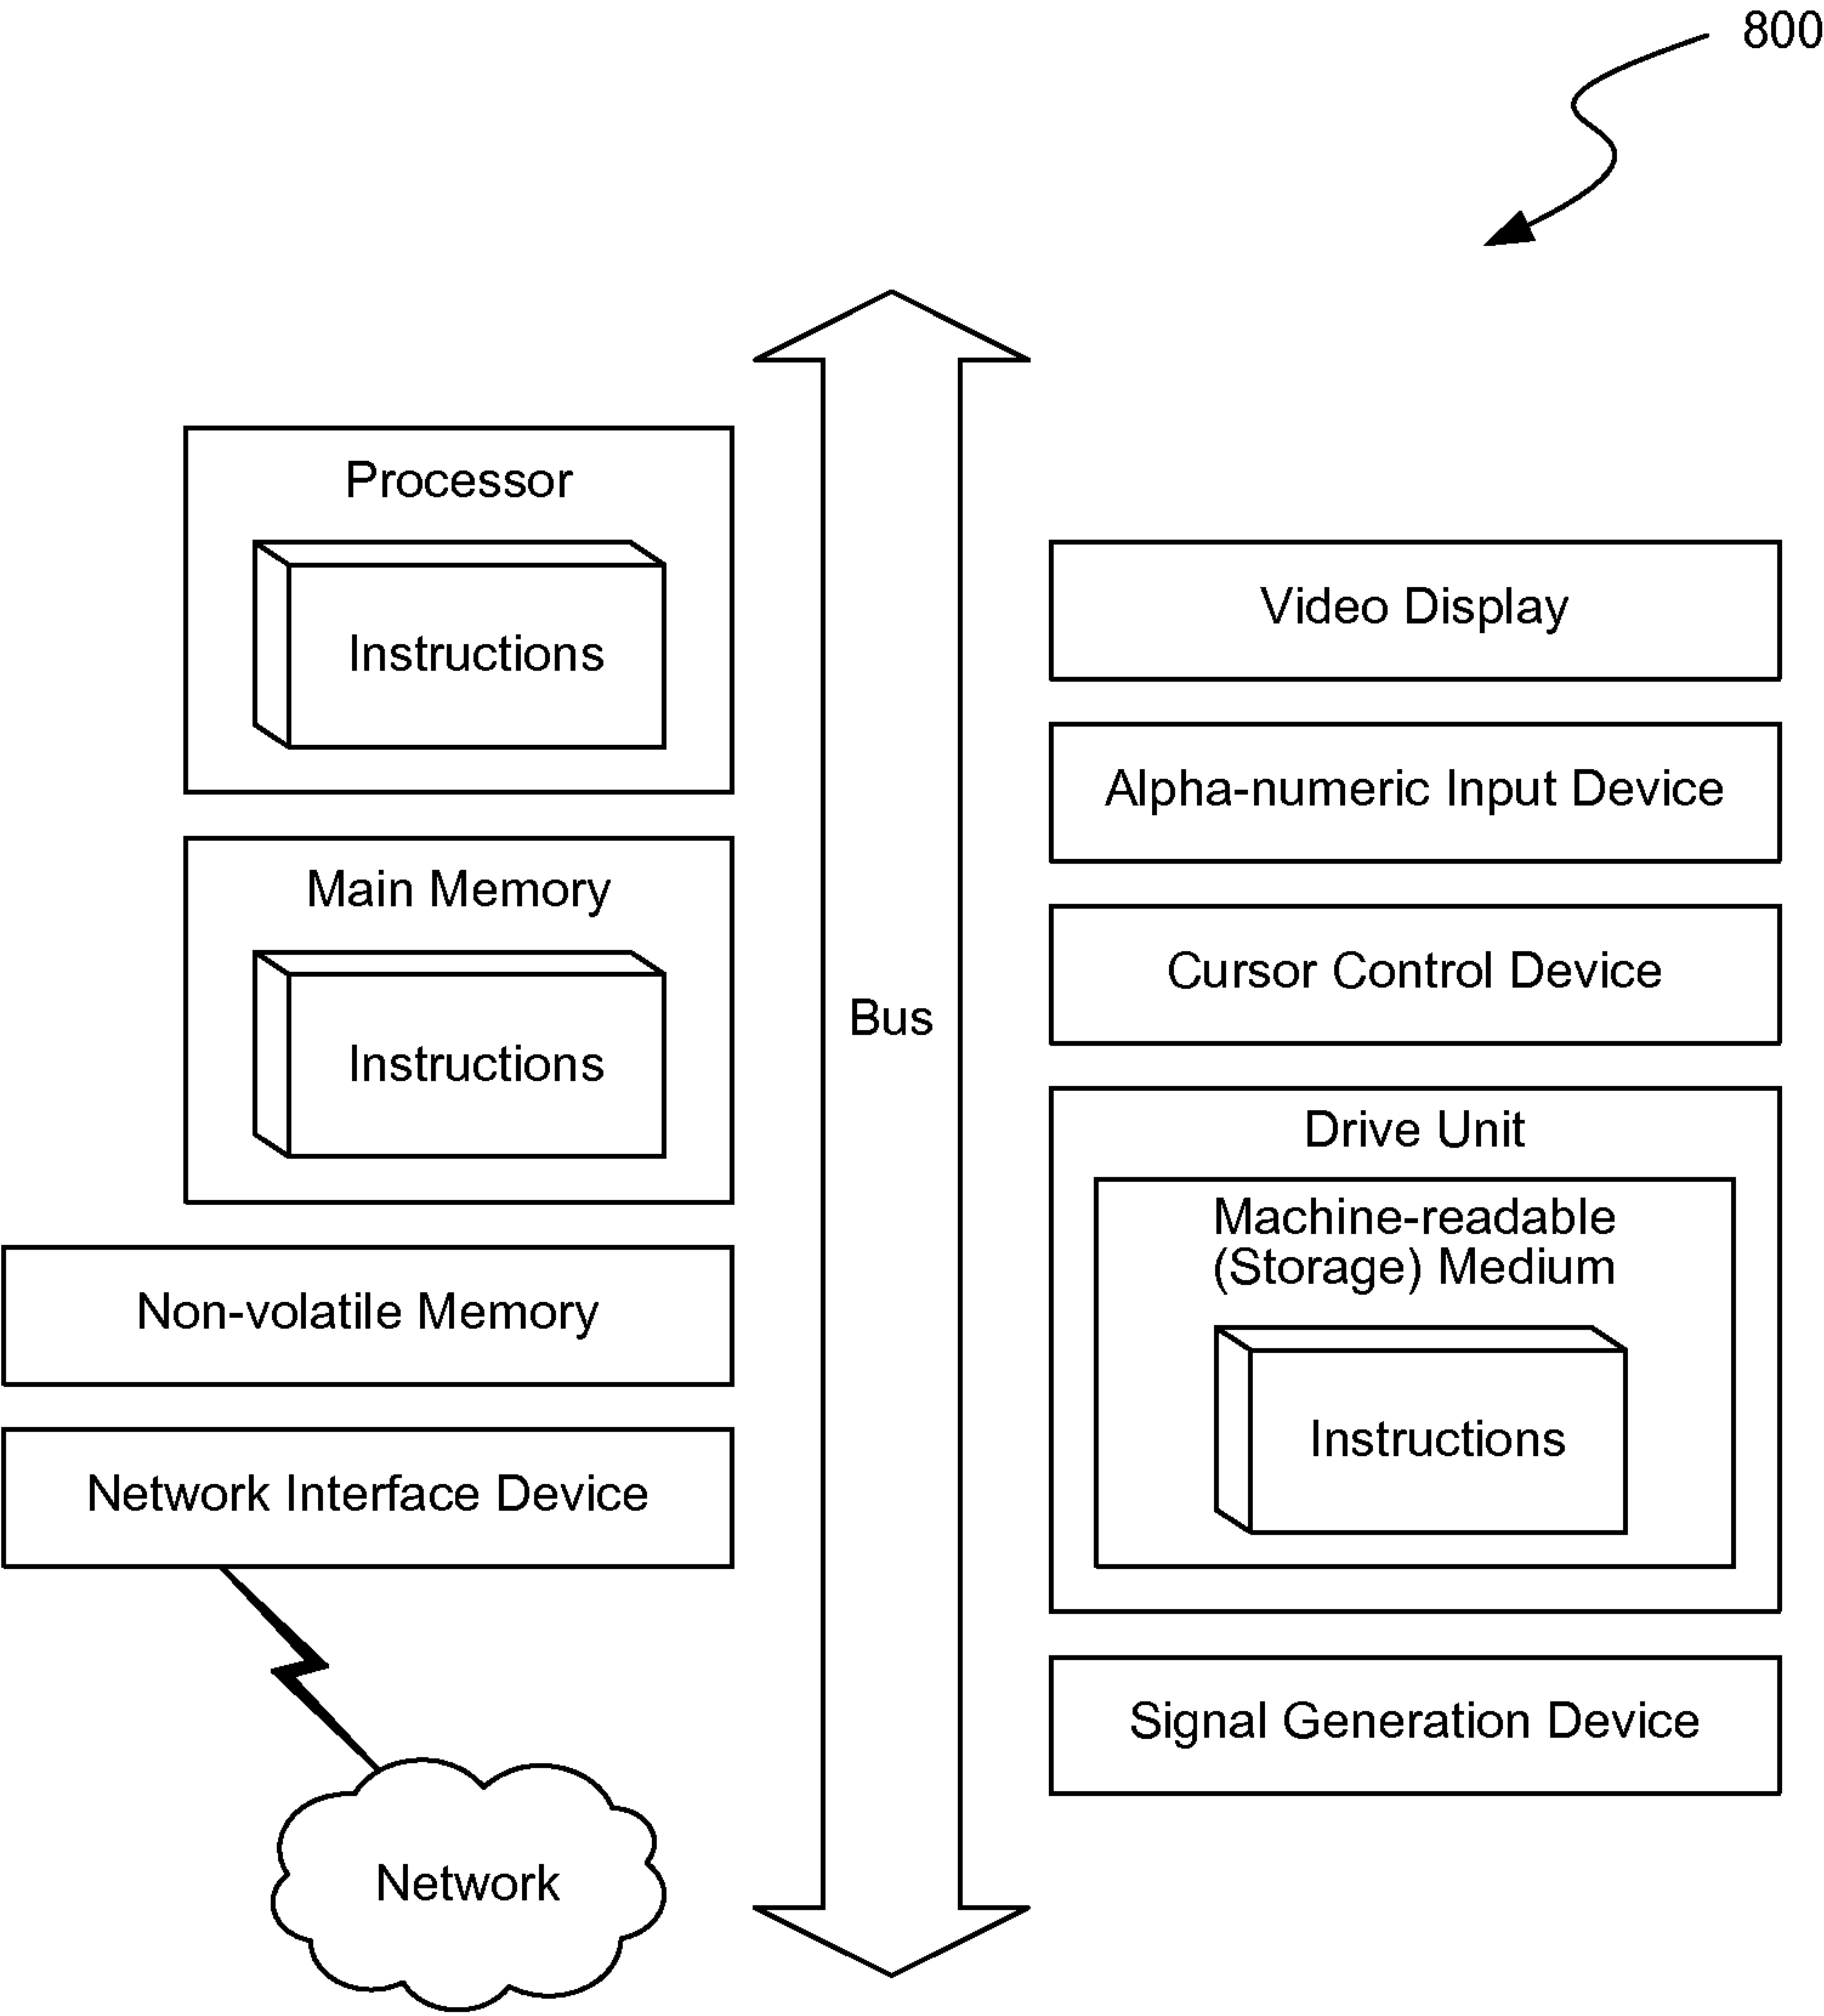 800
Processor
Instructions
Main Memory
Instructions
Non-volatile Memory
Network Interface Device
Network
Bus
Video Display
Alpha-numeric Input Device
Cursor Control Device
Drive Unit
Machine-readable
(Storage) Medium
Instructions
Signal Generation Device